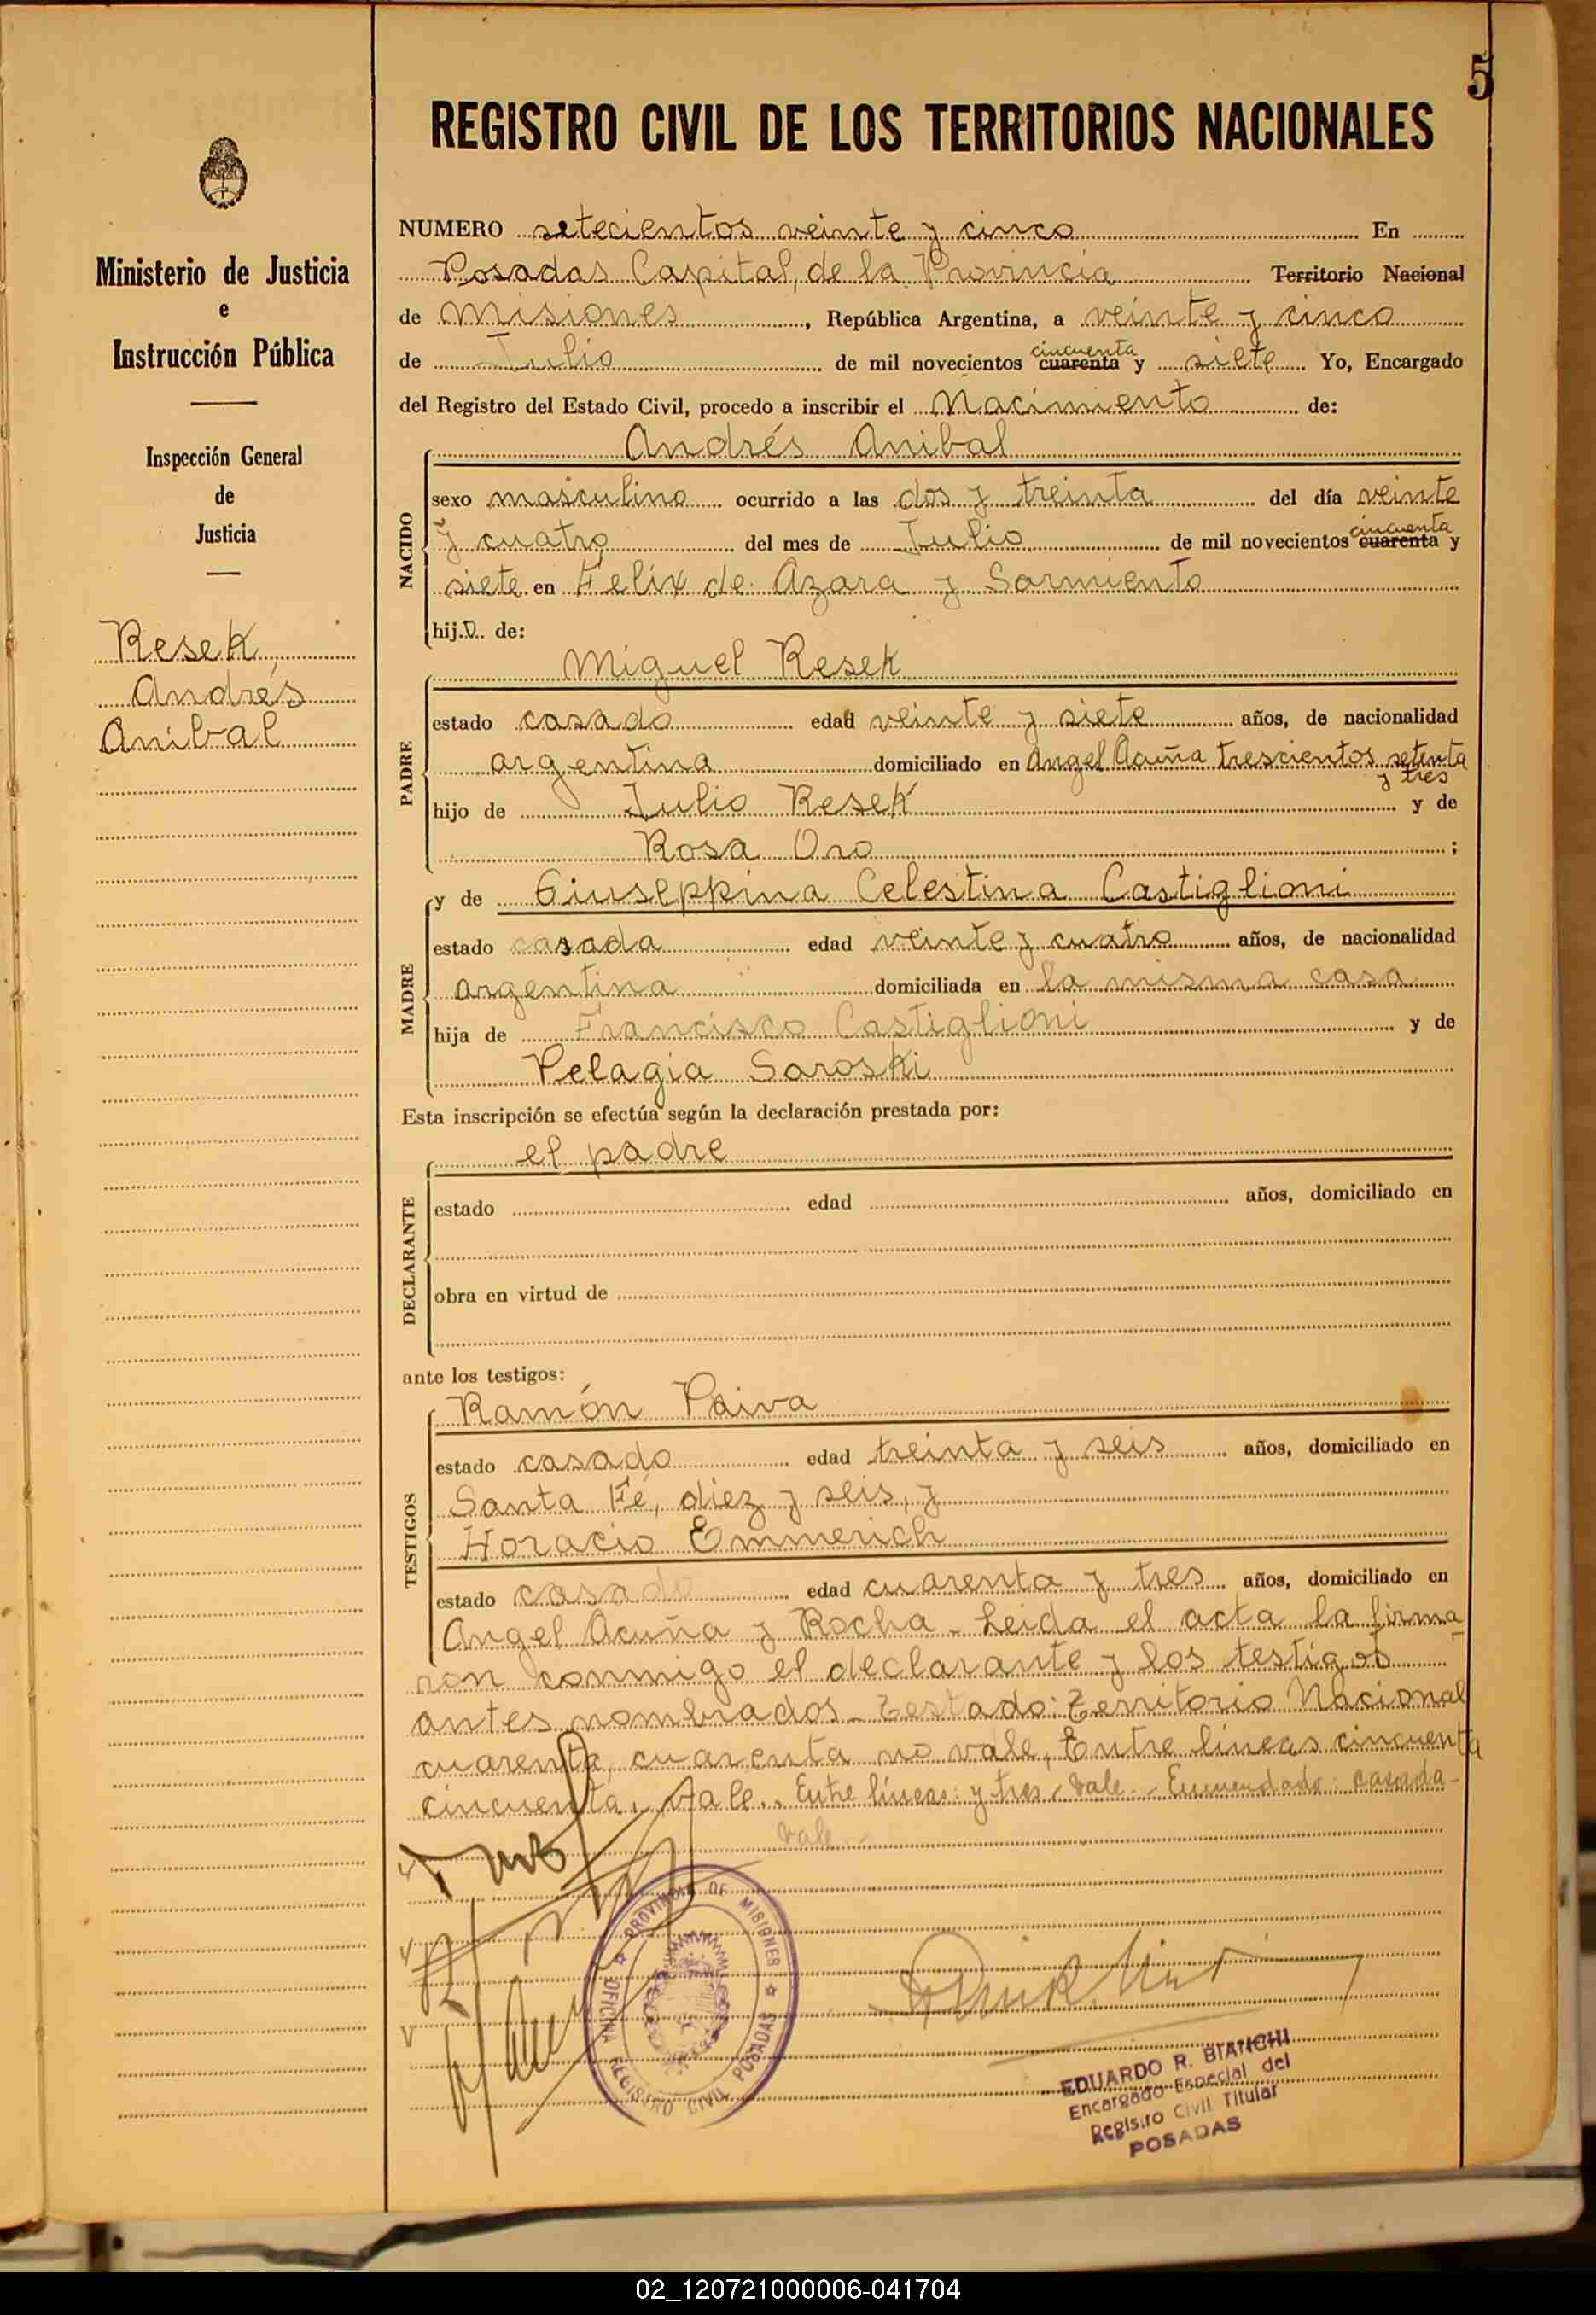 5
REGISTRO CIVIL DE LOS TERRITORIOS NACIONALES
Ministerio de Justicia
e
Instrucción Pública
Inspección General
de
Justicia
Resek,
Andrés
Anibal
NUMERO setecientos veinte y cinco En
Posadas Capital, de la Provincia Territorio Nacional
de Misiones, República Argentina, a veinte y cinco
de Julio de mil novecientos cuarenta cincuenta y siete Yo, Encargado
del Registro del Estado Civil, procedo a inscribir el Nacimiento de:
NACIDO
Andrés Anibal
sexo masculino ocurrido a las dos y treinta del día veinte
y cuatro del mes de Julio de mil novecientos cuarenta cincuenta y
siete en Felix de Azara y Sarmiento
hijo de:
PADRE
Miguel Resek
estado casado edad veinte y siete años, de nacionalidad
argentina domiciliado en Angel Acuña trescientos setenta
y tres
hijo de Julio Resek y de
Rosa Oro ;
MADRE
y de Giuseppina Celestina Castiglioni
estado casada edad veinte y cuatro años, de nacionalidad
argentina domiciliada en la misma casa
hija de Francisco Castiglioni y de
Pelagia Saroski
Esta inscripción se efectúa según la declaración prestada por:
DECLARANTE
el padre
estado edad años, domiciliado en
obra en virtud de
ante los testigos:
TESTIGOS
Ramón Paiva
estado casado edad treinta y seis años, domiciliado en
Santa Fé, diez y seis, y
Horacio Emmerich
estado casado edad cuarenta y tres años, domiciliado en
Angel Acuña y Rocha - Leida el acta la firma-
ron conmigo el declarante y los testigos
antes nombrados - Testado: Territorio Nacional
cuarenta, cuarenta no vale, Entre lineas cincuenta
cincuenta, Vale.. Entre líneas: y tres, Vale.- Enmendado: casada-
Vale.-
PROVINCIA DE MISIONES
OFICINA REGISTRO CIVIL POSADAS
EDUARDO R. BIANCHI
Encargado Especial del
Registro Civil Titular
POSADAS
02_120721000006-041704